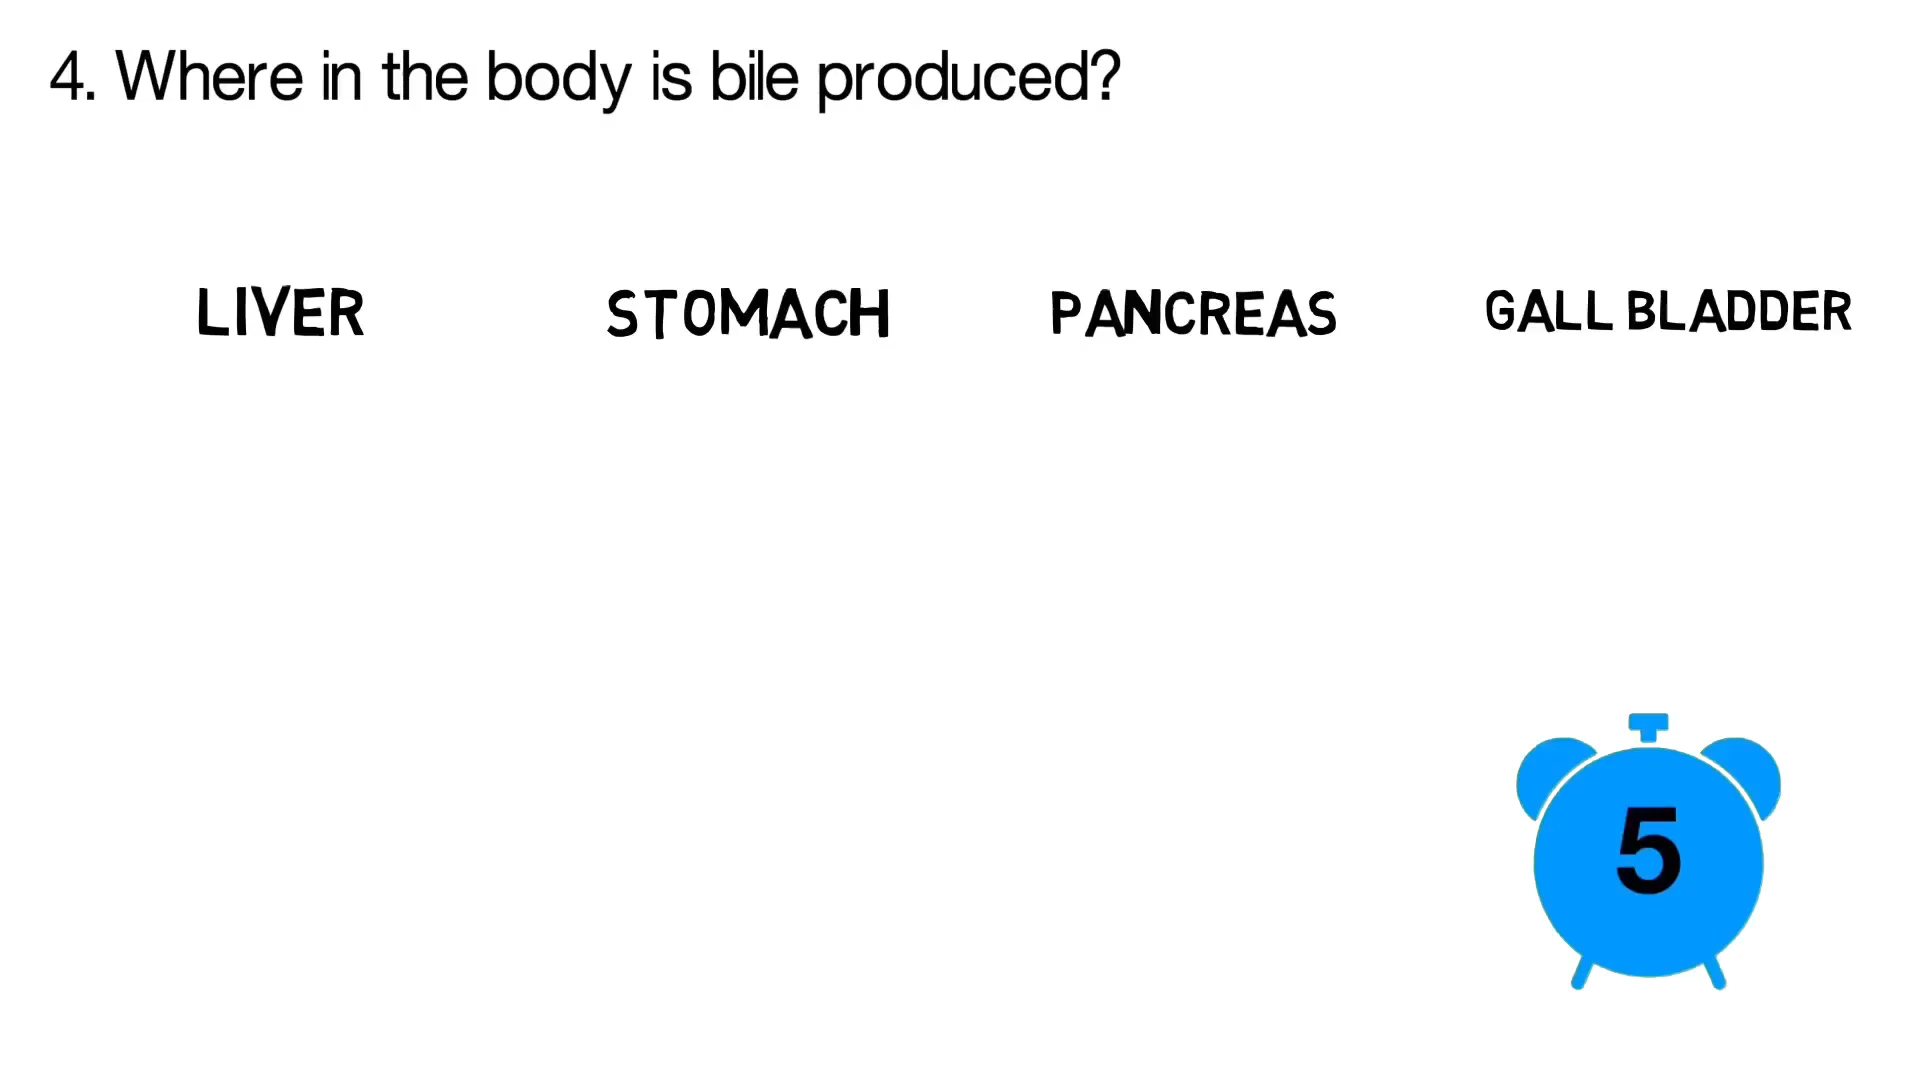 4. Where in the body is bile produced?
LIVER STOMACH PANCREAS GALL BLADDER
5